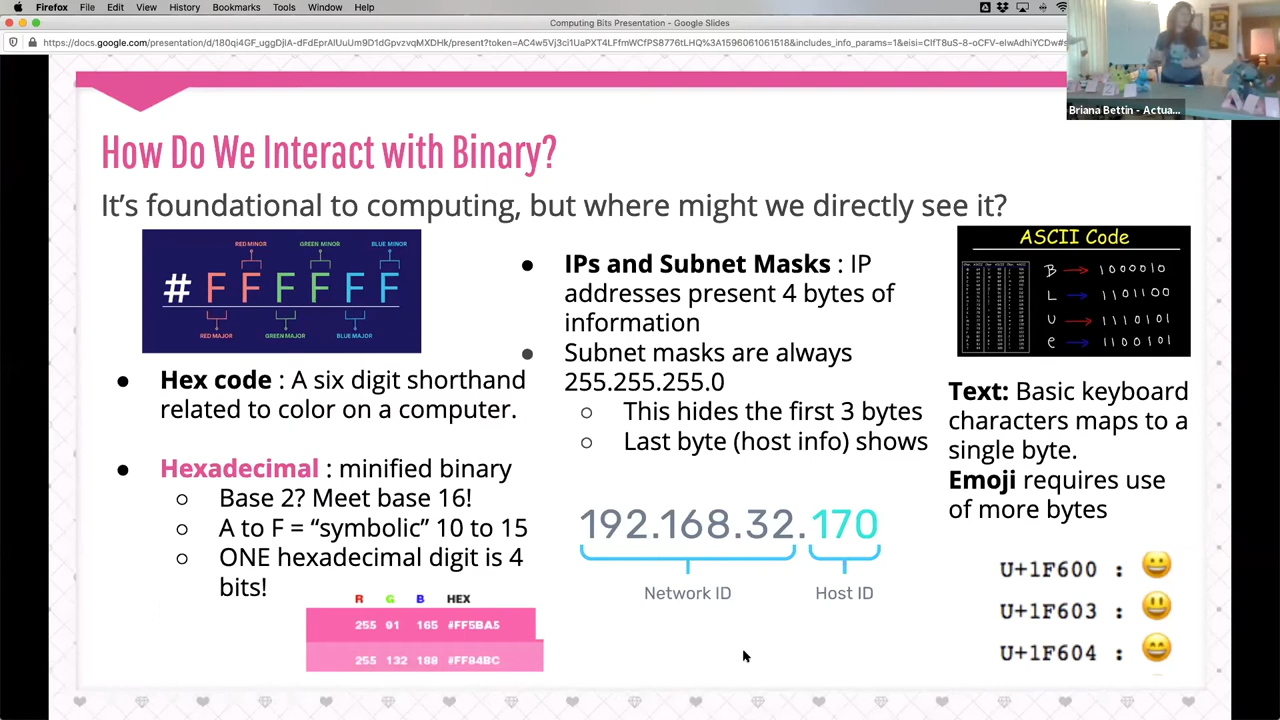 Firefox File Edit View History Bookmarks Tools Window Help
Computing Bits Presentation - Google Slides
Briana Bettin - Actua...
How Do We Interact with Binary?
It's foundational to computing, but where might we directly see it?
RED MINOR GREEN MINOR BLUE MINOR
#FFFFFF
RED MAJOR GREEN MAJOR BLUE MAJOR
● Hex code : A six digit shorthand
related to color on a computer.
● Hexadecimal : minified binary
○ Base 2? Meet base 16!
○ A to F = “symbolic” 10 to 15
○ ONE hexadecimal digit is 4
bits!
R G B HEX
255 91 165 #FF5BA5
255 132 188 #FF84BC
● IPs and Subnet Masks : IP
addresses present 4 bytes of
information
● Subnet masks are always
255.255.255.0
○ This hides the first 3 bytes
○ Last byte (host info) shows
192.168.32.170
Network ID Host ID
ASCII Code
B → 1000010
L → 1101100
U → 1110101
e → 1100101
Text: Basic keyboard
characters maps to a
single byte.
Emoji requires use
of more bytes
U+1F600 : 😀
U+1F603 : 😃
U+1F604 : 😄